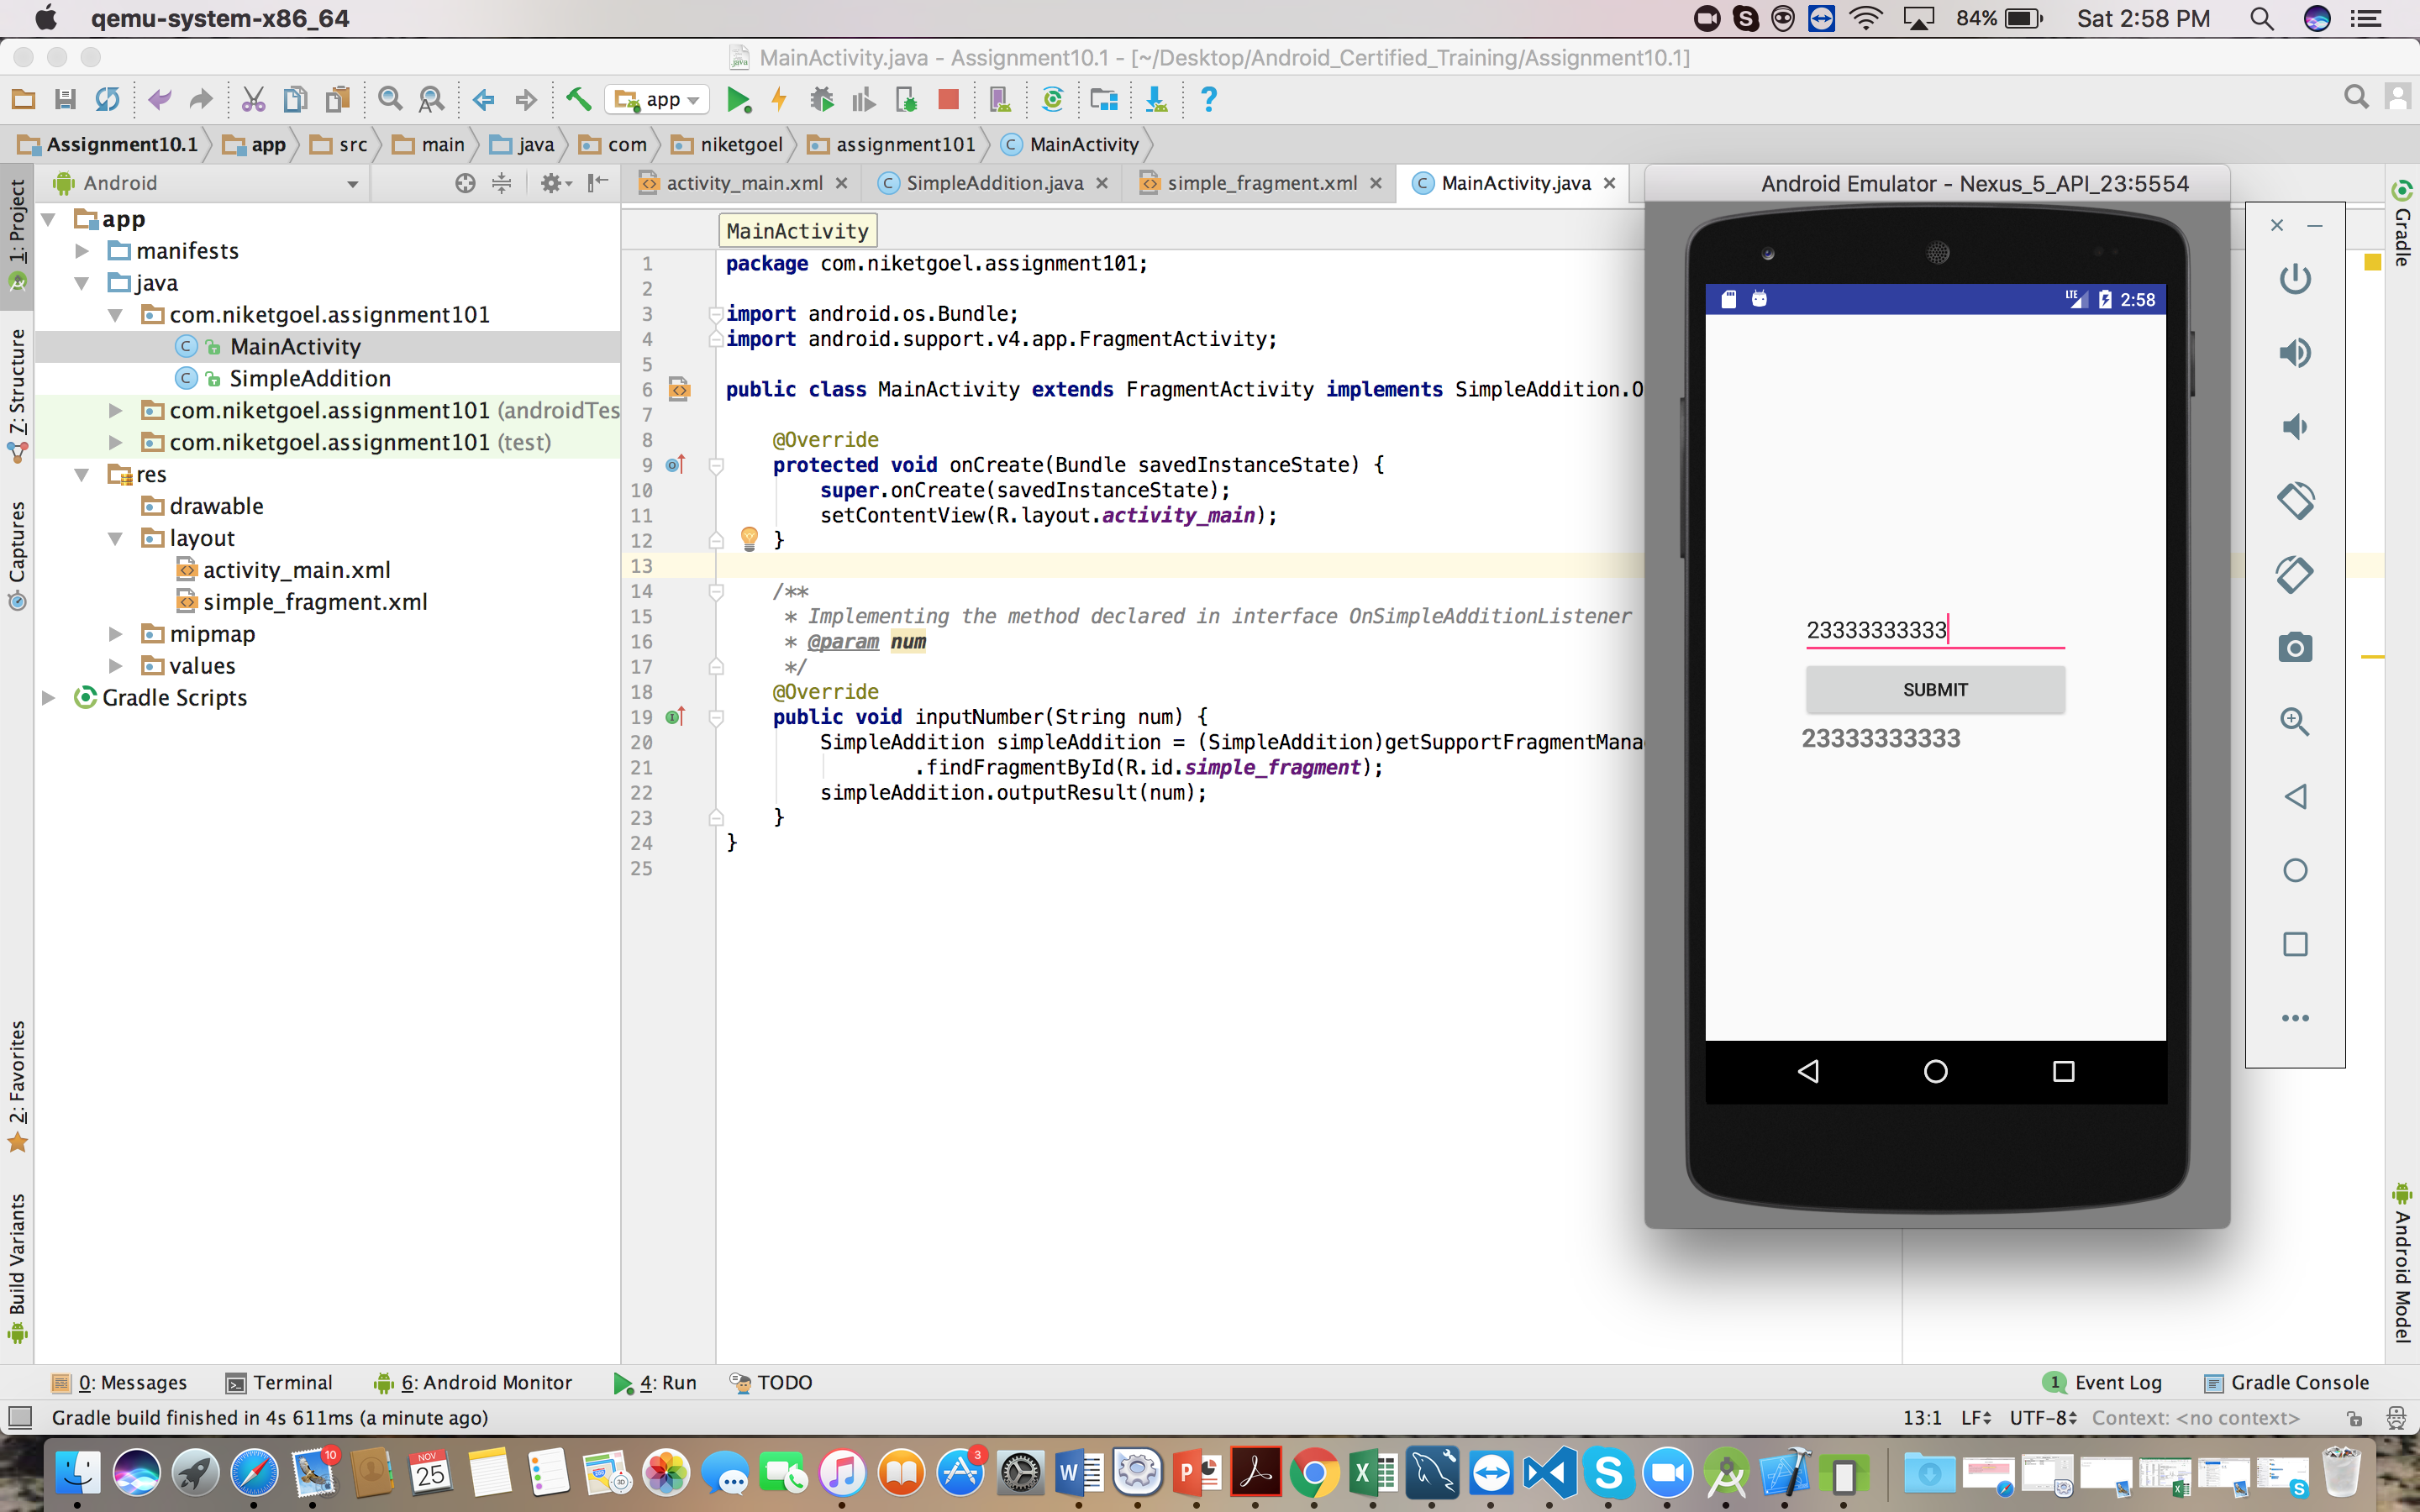 qemu-system-x86_64
84%
Sat 2:58 PM
MainActivity.java - Assignment10.1 - [~/Desktop/Android_Certified_Training/Assignment10.1]
app
Assignment10.1 app src main java com niketgoel assignment101 MainActivity
Android
activity_main.xml SimpleAddition.java simple_fragment.xml MainActivity.java
Android Emulator - Nexus_5_API_23:5554
1: Project
Z: Structure
Captures
2: Favorites
Build Variants
app
manifests
java
com.niketgoel.assignment101
MainActivity
SimpleAddition
com.niketgoel.assignment101 (androidTes
com.niketgoel.assignment101 (test)
res
drawable
layout
activity_main.xml
simple_fragment.xml
mipmap
values
Gradle Scripts
MainActivity
1 package com.niketgoel.assignment101;
2
3 import android.os.Bundle;
4 import android.support.v4.app.FragmentActivity;
5
6 public class MainActivity extends FragmentActivity implements SimpleAddition.O
7
8 @Override
9 protected void onCreate(Bundle savedInstanceState) {
10 super.onCreate(savedInstanceState);
11 setContentView(R.layout.activity_main);
12 }
13
14 /**
15 * Implementing the method declared in interface OnSimpleAdditionListener
16 * @param num
17 */
18 @Override
19 public void inputNumber(String num) {
20 SimpleAddition simpleAddition = (SimpleAddition)getSupportFragmentMana
21 .findFragmentById(R.id.simple_fragment);
22 simpleAddition.outputResult(num);
23 }
24 }
25
LTE 2:58
23333333333
SUBMIT
23333333333
Gradle
Android Model
0: Messages Terminal 6: Android Monitor 4: Run TODO
1 Event Log Gradle Console
Gradle build finished in 4s 611ms (a minute ago)
13:1 LF UTF-8 Context: <no context>
10
NOV
25
3D
3
W
P
X
S